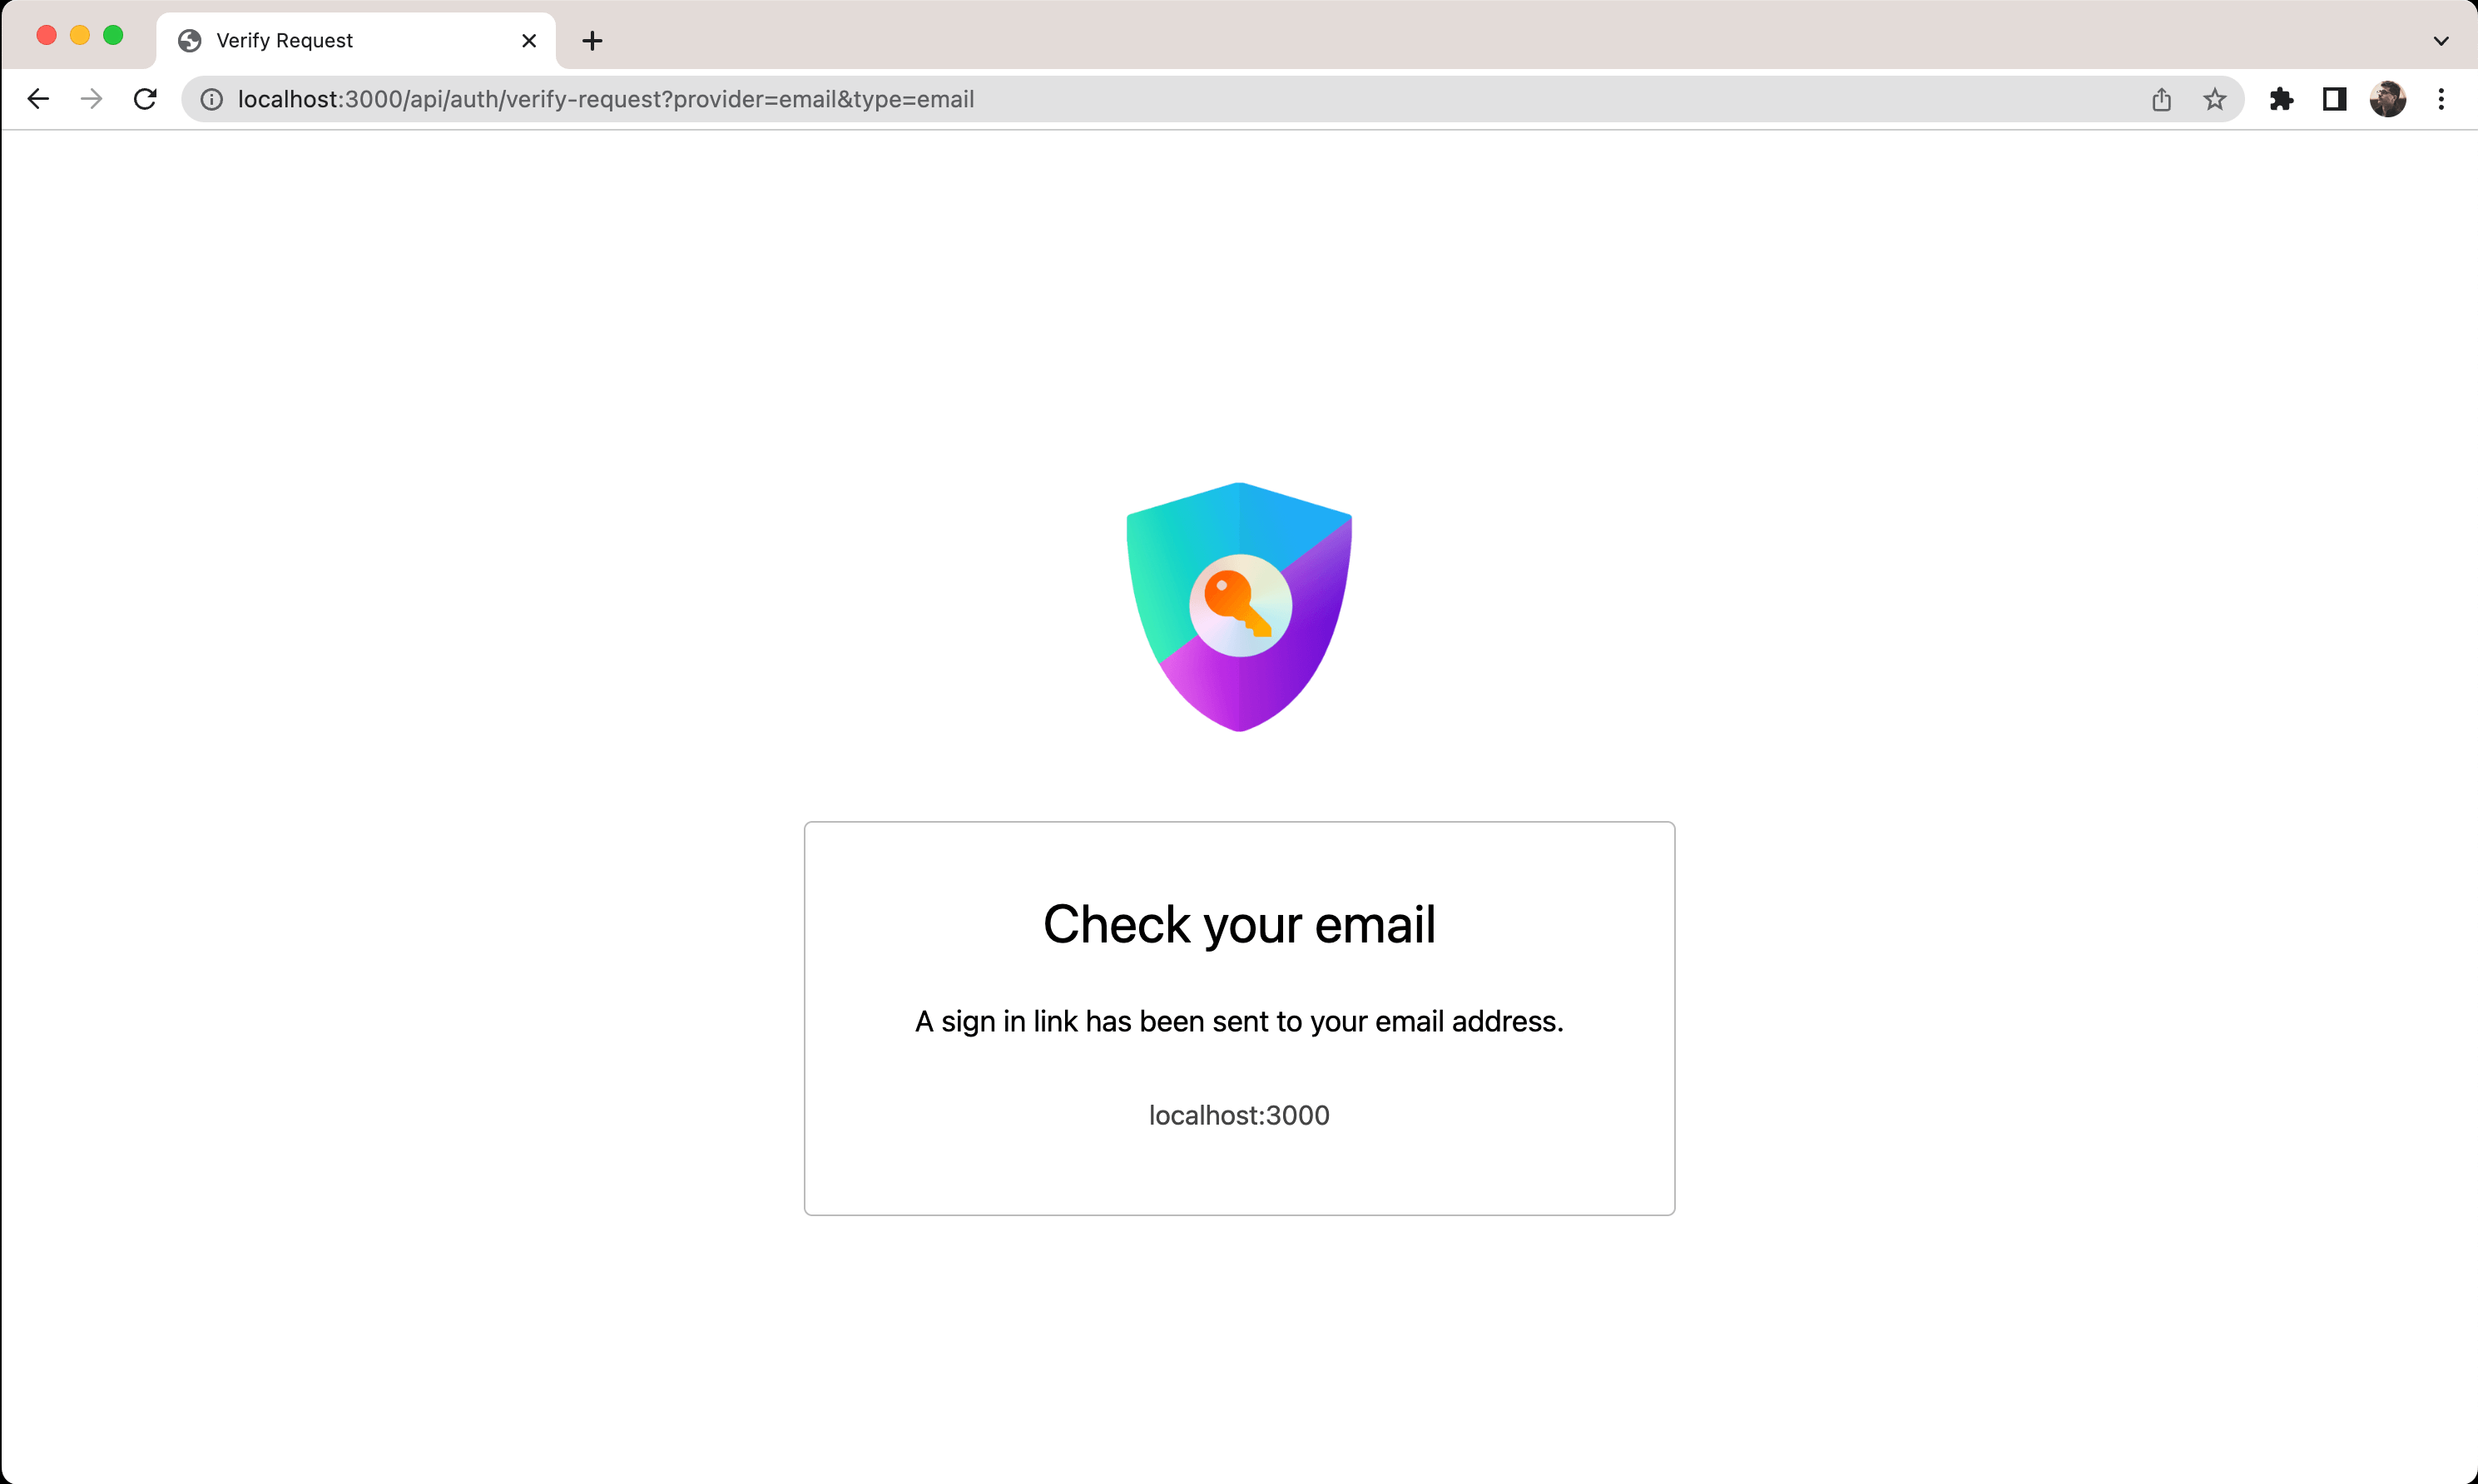 Verify Request
localhost:3000/api/auth/verify-request?provider=email&type=email
Check your email
A sign in link has been sent to your email address.
localhost:3000